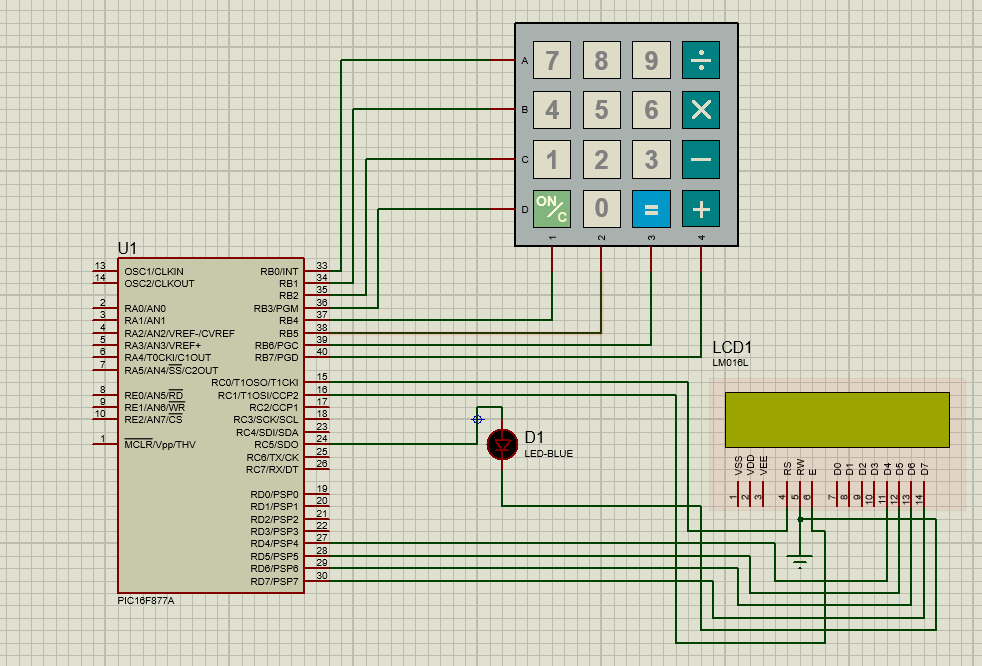 A
7 8 9 ÷
B
4 5 6 ×
C
1 2 3 −
D
ON/C 0 = +
1 2 3 4
U1
13 OSC1/CLKIN
14 OSC2/CLKOUT
2 RA0/AN0
3 RA1/AN1
4 RA2/AN2/VREF-/CVREF
5 RA3/AN3/VREF+
6 RA4/T0CKI/C1OUT
7 RA5/AN4/SS/C2OUT
8 RE0/AN5/RD
9 RE1/AN6/WR
10 RE2/AN7/CS
1 MCLR/Vpp/THV
RB0/INT 33
RB1 34
RB2 35
RB3/PGM 36
RB4 37
RB5 38
RB6/PGC 39
RB7/PGD 40
RC0/T1OSO/T1CKI 15
RC1/T1OSI/CCP2 16
RC2/CCP1 17
RC3/SCK/SCL 18
RC4/SDI/SDA 23
RC5/SDO 24
RC6/TX/CK 25
RC7/RX/DT 26
RD0/PSP0 19
RD1/PSP1 20
RD2/PSP2 21
RD3/PSP3 22
RD4/PSP4 27
RD5/PSP5 28
RD6/PSP6 29
RD7/PSP7 30
PIC16F877A
D1
LED-BLUE
LCD1
LM016L
VSS VDD VEE RS RW E D0 D1 D2 D3 D4 D5 D6 D7
1 2 3 4 5 6 7 8 9 10 11 12 13 14